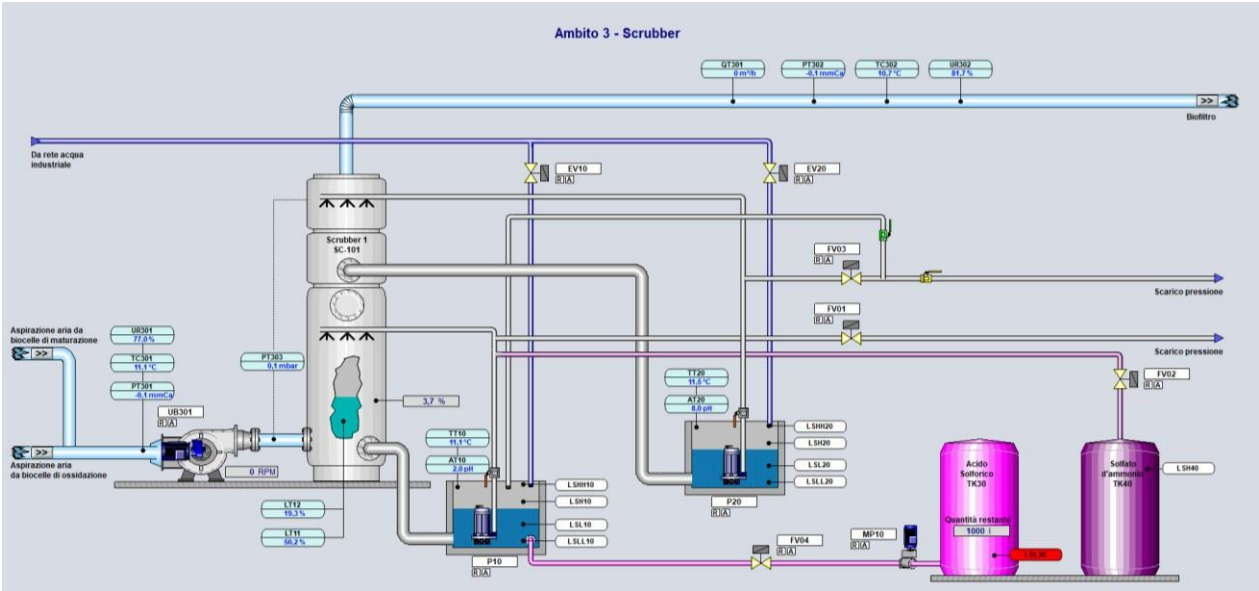 Ambito 3 - Scrubber
QT301
0 m³/h
PT302
-0,1 mmCa
TC302
10,7 °C
UR302
81,7 %
>>
Biofiltro
Da rete acqua
industriale
EV10
R A
EV20
R A
Scrubber 1
SC-101
FV03
R A
Scarico pressione
FV01
R A
Scarico pressione
Aspirazione aria da
biocelle di maturazione
>>
UR301
77,0 %
TC301
11,1 °C
PT301
-0,1 mmCa
PT303
0,1 mbar
UB301
R A
>>
Aspirazione aria
da biocelle di ossidazione
0 RPM
3,7 %
LT12
19,3 %
LT11
50,2 %
TT10
11,1 °C
AT10
2,0 pH
LSHH10
LSH10
LSL10
LSLL10
P10
R A
TT20
11,5 °C
AT20
8,0 pH
LSHH20
LSH20
LSL20
LSLL20
P20
R A
FV02
R A
FV04
R A
MP10
R A
Acido
Solforico
TK30
Quantità restante
1000 l
LSL30
Solfato
d'ammonio
TK40
LSH40